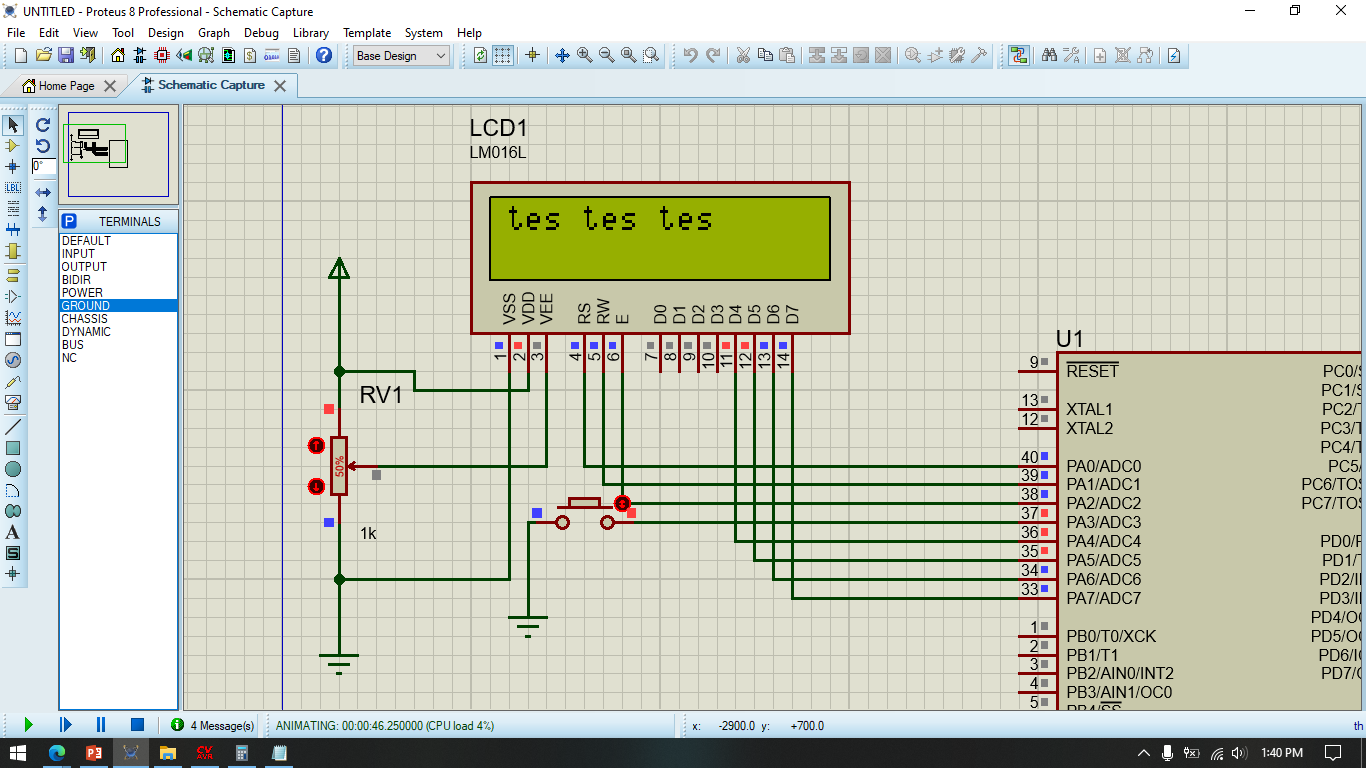 UNTITLED - Proteus 8 Professional - Schematic Capture
File Edit View Tool Design Graph Debug Library Template System Help
Base Design
Home Page
Schematic Capture
LBL
0°
P TERMINALS
DEFAULT
INPUT
OUTPUT
BIDIR
POWER
GROUND
CHASSIS
DYNAMIC
BUS
NC
LCD1
LM016L
tes tes tes
VSS VDD VEE RS RW E D0 D1 D2 D3 D4 D5 D6 D7
1 2 3 4 5 6 7 8 9 10 11 12 13 14
RV1
50%
1k
U1
9 RESET
13 XTAL1
12 XTAL2
40 PA0/ADC0
39 PA1/ADC1
38 PA2/ADC2
37 PA3/ADC3
36 PA4/ADC4
35 PA5/ADC5
34 PA6/ADC6
33 PA7/ADC7
1 PB0/T0/XCK
2 PB1/T1
3 PB2/AIN0/INT2
4 PB3/AIN1/OC0
5 PB4/SS
PC0/S
PC1/S
PC2/T
PC3/T
PC4/T
PC5/
PC6/TOS
PC7/TOS
PD0/R
PD1/T
PD2/I
PD3/I
PD4/OC
PD5/OC
PD6/IC
PD7/O
4 Message(s)
ANIMATING: 00:00:46.250000 (CPU load 4%)
x: -2900.0 y: +700.0
th
1:40 PM